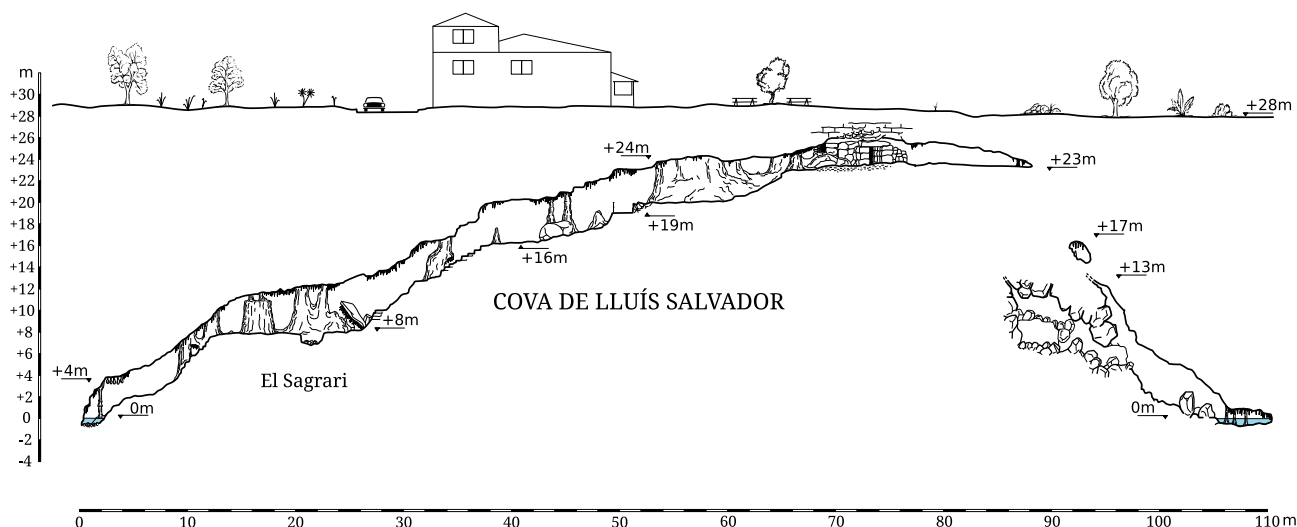 m
+30
+28
+26
+24
+22
+20
+18
+16
+14
+12
+10
+8
+6
+4
+2
0
-2
-4
+28m
+24m
+23m
+19m
+17m
+16m
+13m
COVA DE LLUÍS SALVADOR
+8m
+4m
El Sagrari
0m
0m
0 10 20 30 40 50 60 70 80 90 100 110 m